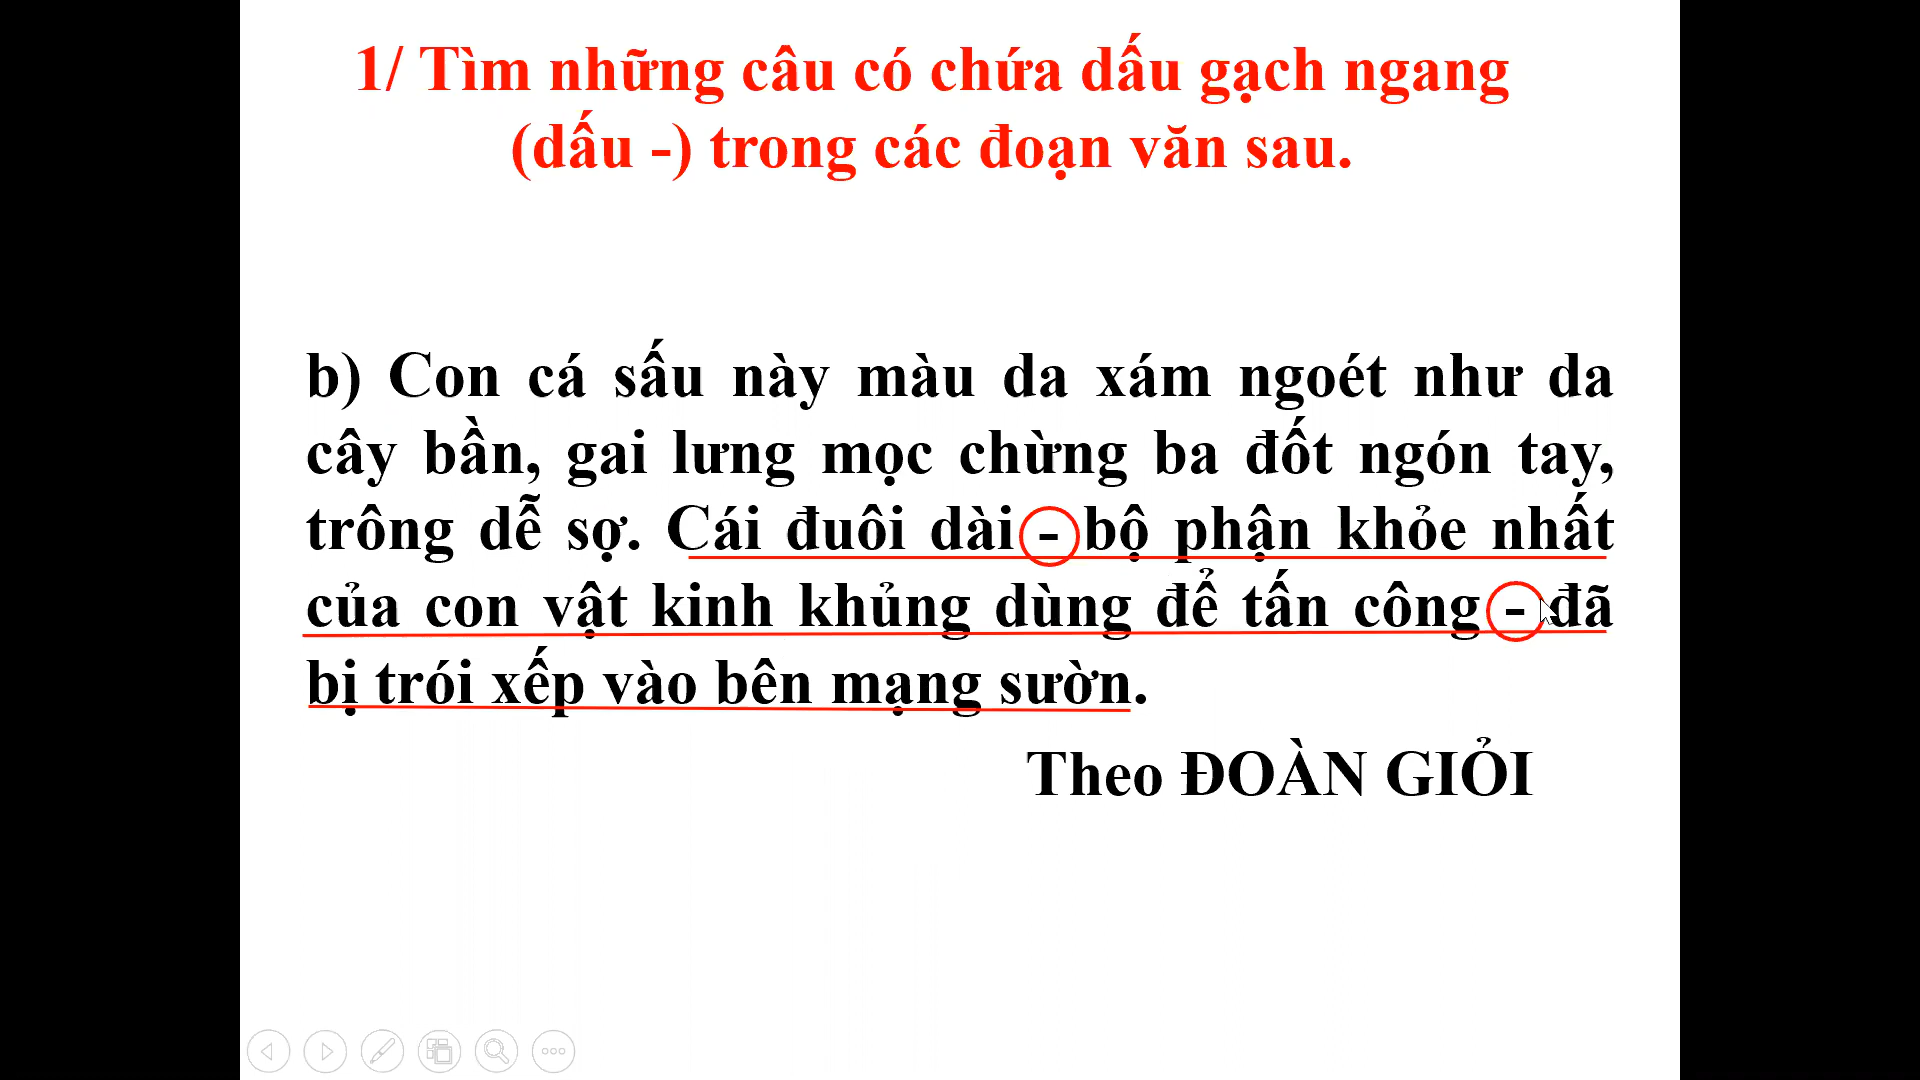 1/ Tìm những câu có chứa dấu gạch ngang
(dấu -) trong các đoạn văn sau.
b) Con cá sấu này màu da xám ngoét như da
cây bần, gai lưng mọc chừng ba đốt ngón tay,
trông dễ sợ. Cái đuôi dài - bộ phận khỏe nhất
của con vật kinh khủng dùng để tấn công - đã
bị trói xếp vào bên mạng sườn.
Theo ĐOÀN GIỎI